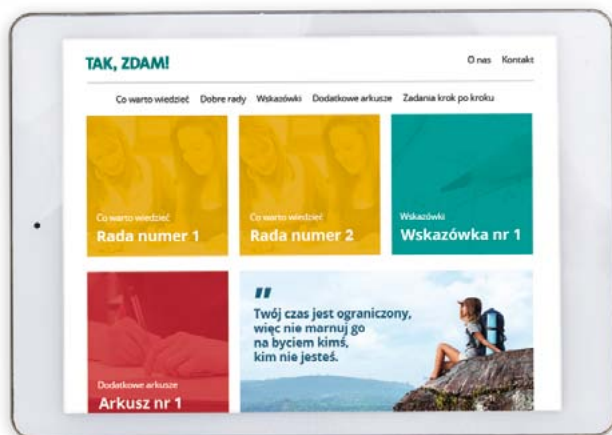 TAK, ZDAM!
O nas Kontakt
Co warto wiedzieć Dobre rady Wskazówki Dodatkowe arkusze Zadania krok po kroku
Co warto wiedzieć
Rada numer 1
Co warto wiedzieć
Rada numer 2
Wskazówki
Wskazówka nr 1
Dodatkowe arkusze
Arkusz nr 1
"
Twój czas jest ograniczony,
więc nie marnuj go
na byciem kimś,
kim nie jesteś.